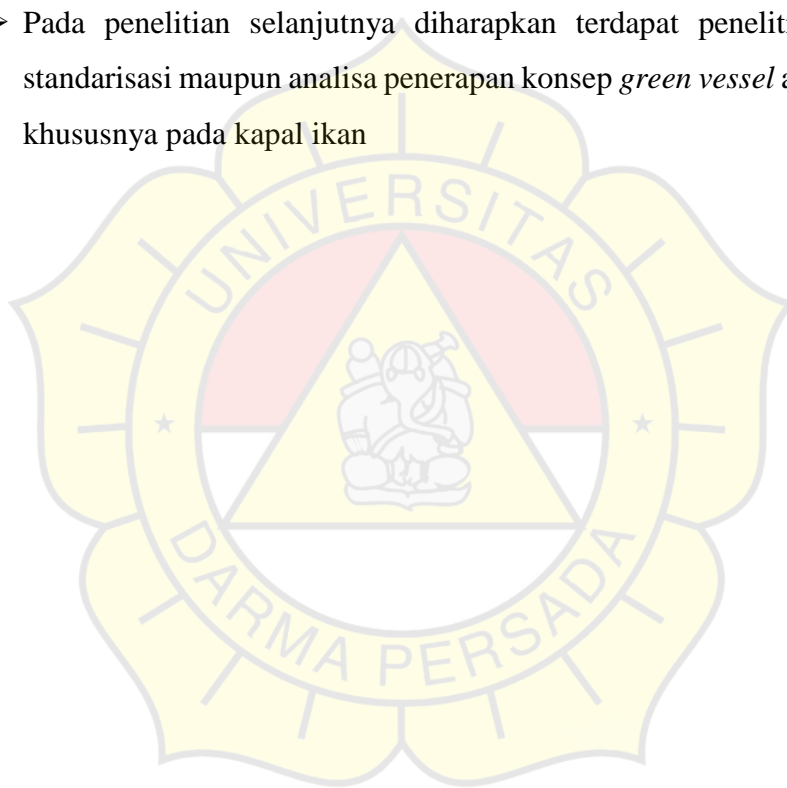 ➢ Pada penelitian selanjutnya diharapkan terdapat
standarisasi maupun analisa penerapan konsep green vessel
khususnya pada kapal ikan
UNIVERSITAS
DARMA PERSADA